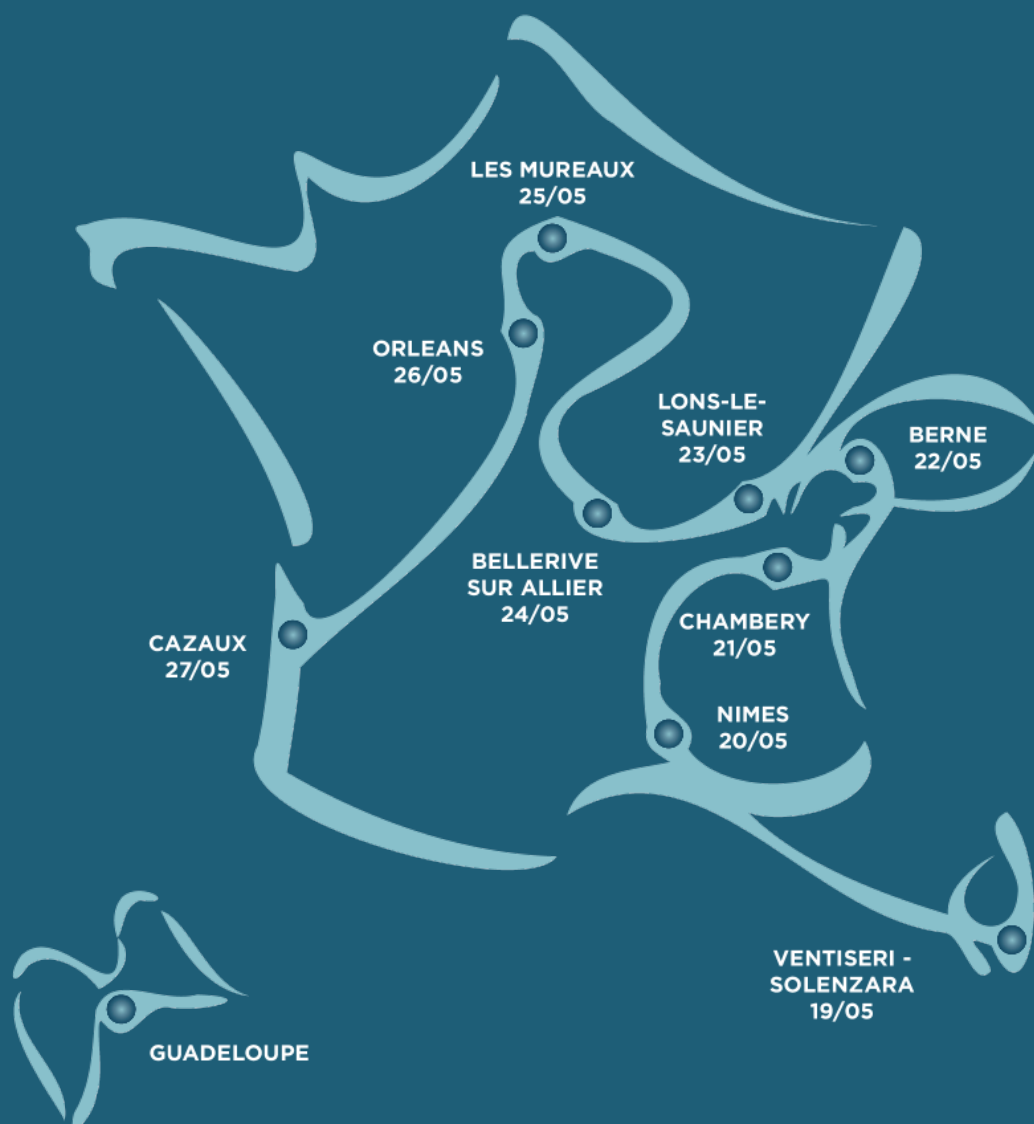 LES MUREAUX
25/05
ORLEANS
26/05
LONS-LE-
SAUNIER
23/05
BERNE
22/05
BELLERIVE
SUR ALLIER
24/05
CHAMBERY
21/05
CAZAUX
27/05
NIMES
20/05
VENTISERI -
SOLENZARA
19/05
GUADELOUPE